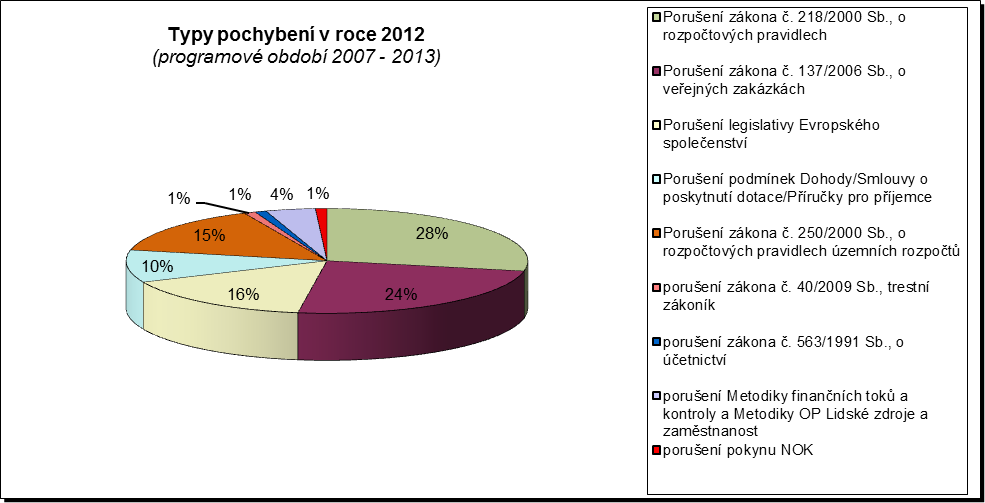 Typy pochybení v roce 2012
(programové období 2007 - 2013)
1%
1%
4%
1%
28%
15%
10%
16%
24%
Porušení zákona č. 218/2000 Sb., o
rozpočtových pravidlech
Porušení zákona č. 137/2006 Sb., o
veřejných zakázkách
Porušení legislativy Evropského
společenství
Porušení podmínek Dohody/Smlouvy o
poskytnutí dotace/Příručky pro příjemce
Porušení zákona č. 250/2000 Sb., o
rozpočtových pravidlech územních rozpočtů
porušení zákona č. 40/2009 Sb., trestní
zákoník
porušení zákona č. 563/1991 Sb., o
účetnictví
porušení Metodiky finančních toků a
kontroly a Metodiky OP Lidské zdroje a
zaměstnanost
porušení pokynu NOK